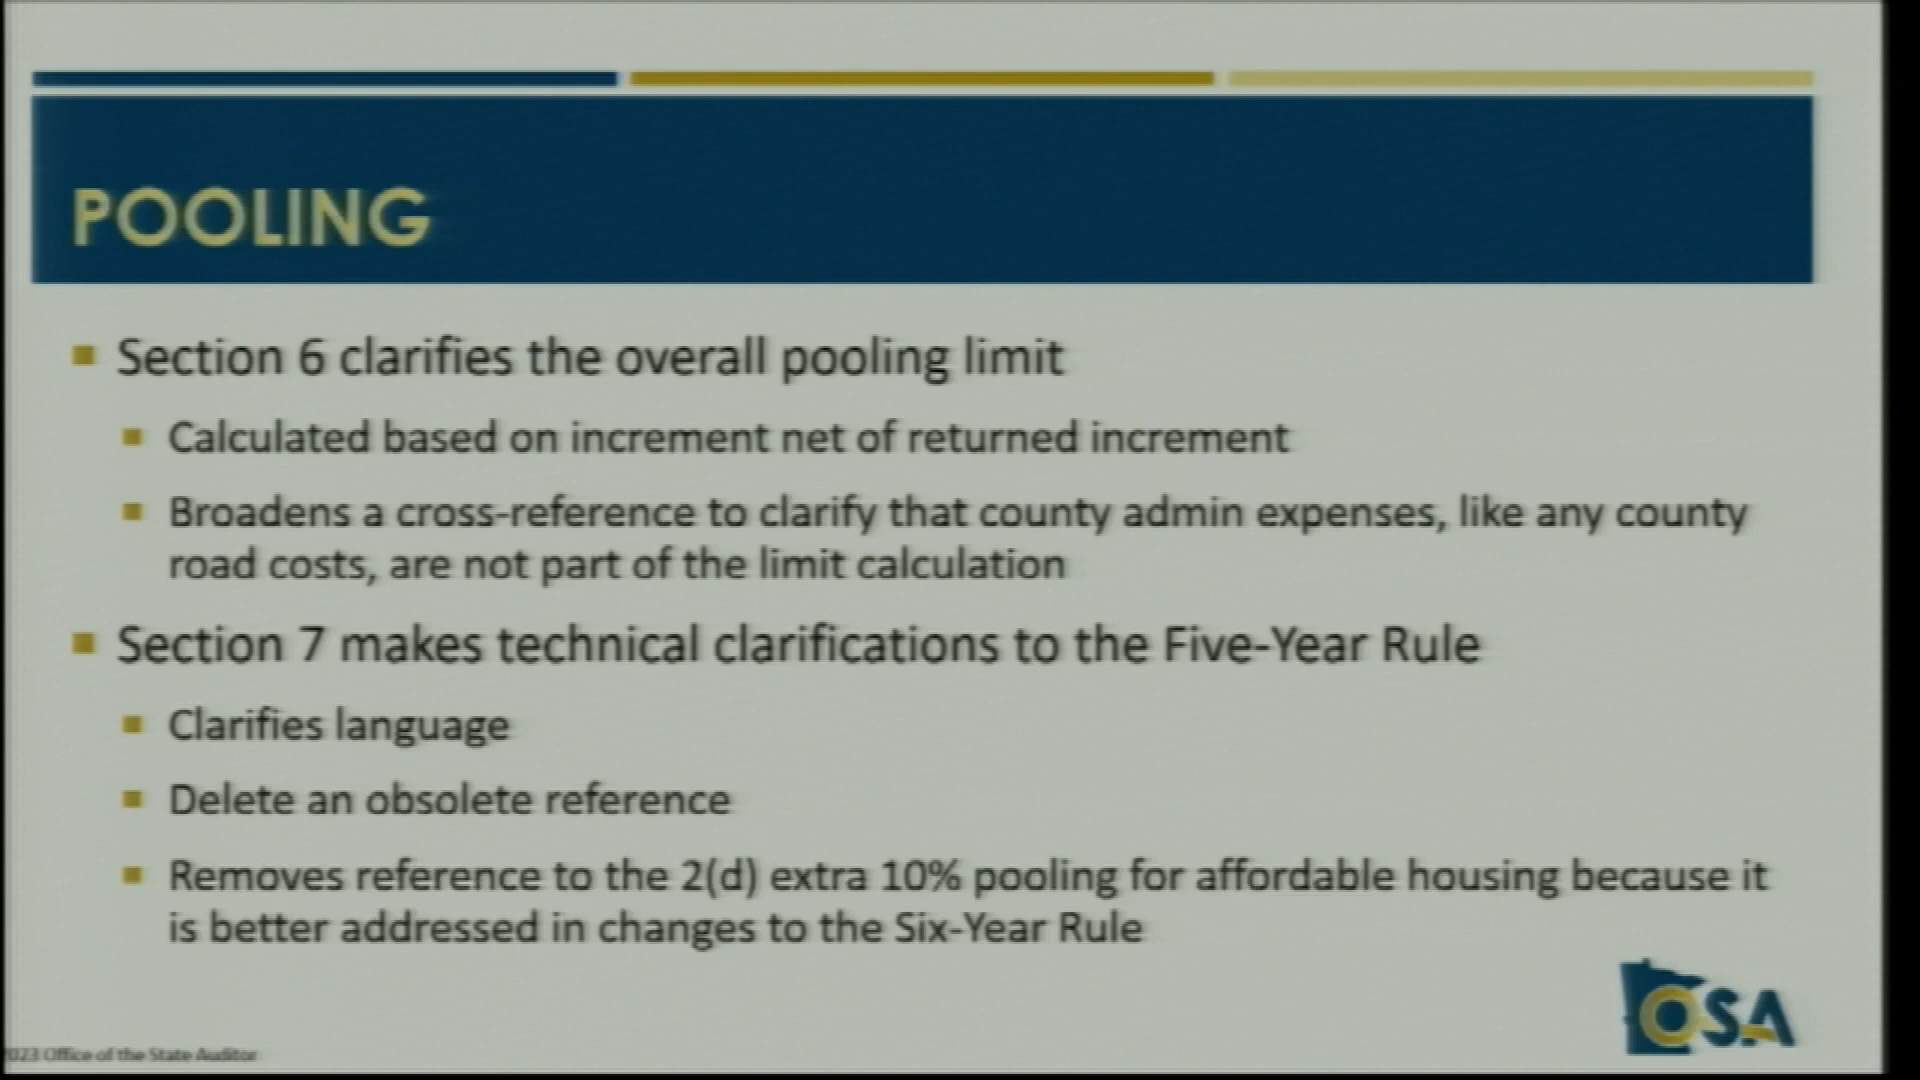 POOLING
Section 6 clarifies the overall pooling limit
Calculated based on increment net of returned increment
Broadens a cross-reference to clarify that county admin expenses, like any county
road costs, are not part of the limit calculation
Section 7 makes technical clarifications to the Five-Year Rule
Clarifies language
Delete an obsolete reference
Removes reference to the 2(d) extra 10% pooling for affordable housing because it
is better addressed in changes to the Six-Year Rule
OSA
023 Office of the State Auditor